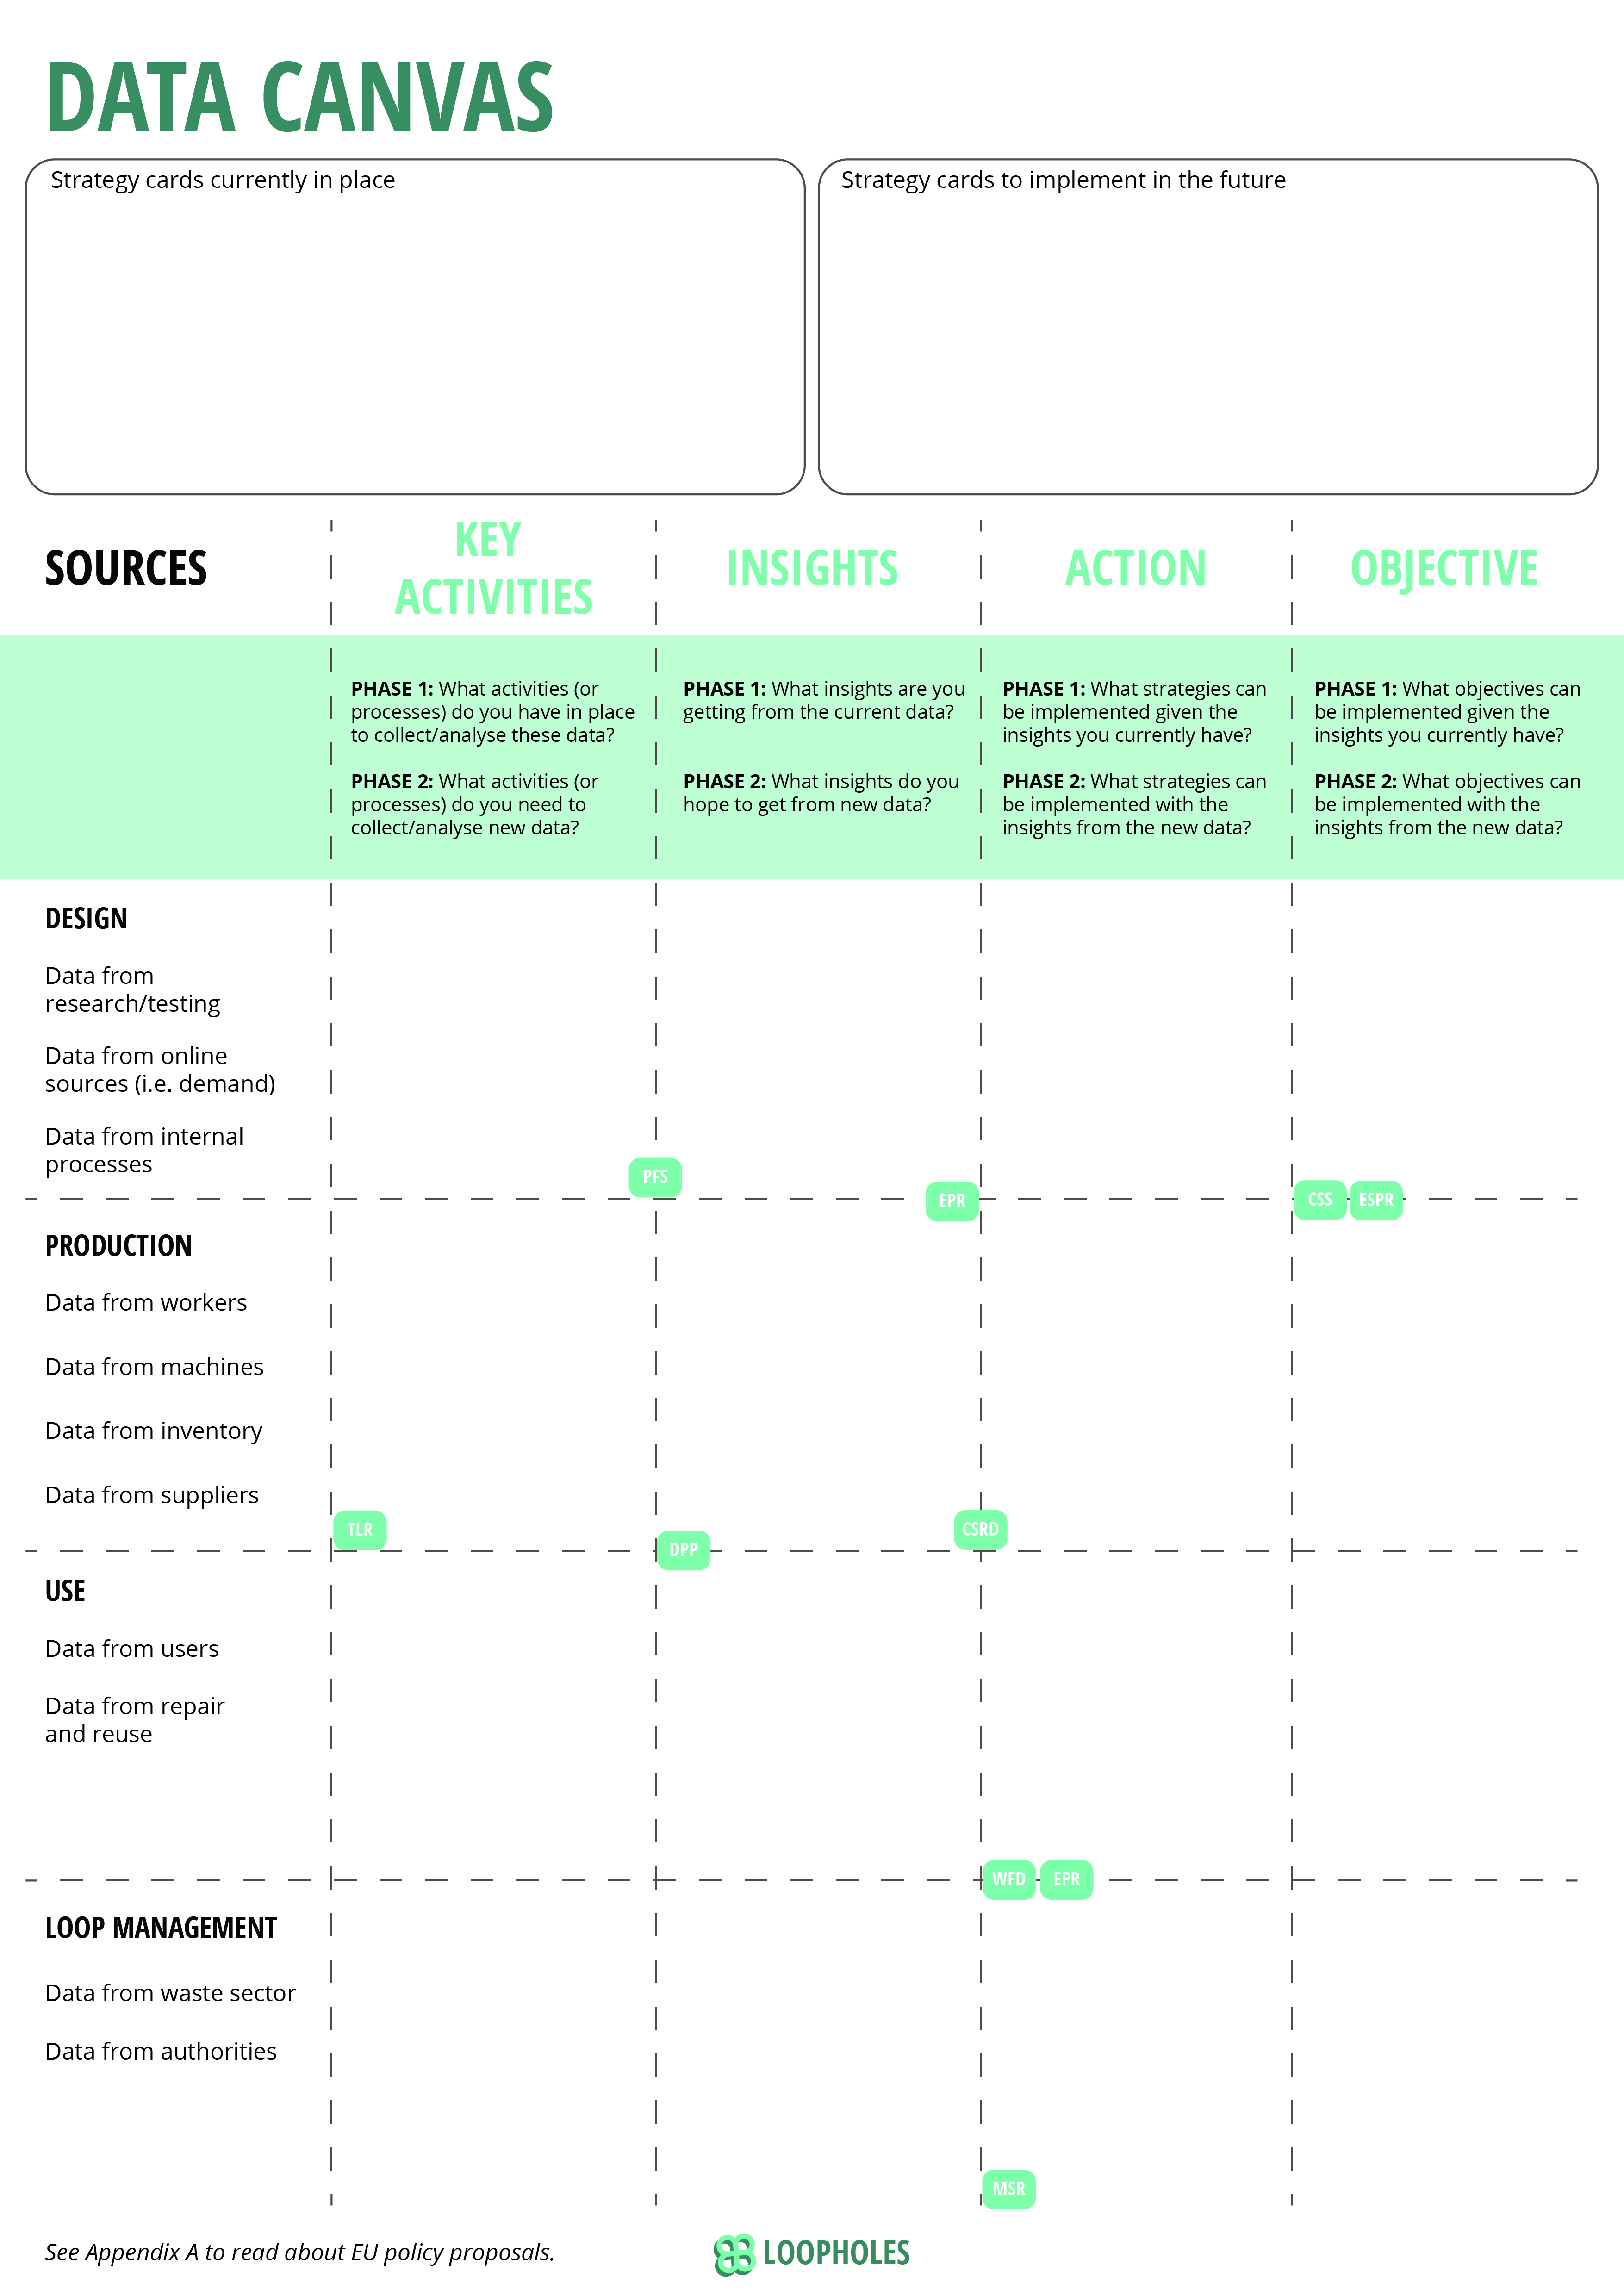 DATA CANVAS
Strategy cards currently in place
Strategy cards to implement in the future
SOURCES
KEY
ACTIVITIES
INSIGHTS
ACTION
OBJECTIVE
PHASE 1: What activities (or
processes) do you have in place
to collect/analyse these data?
PHASE 2: What activities (or
processes) do you need to
collect/analyse new data?
PHASE 1: What insights are you
getting from the current data?
PHASE 2: What insights do you
hope to get from new data?
PHASE 1: What strategies can
be implemented given the
insights you currently have?
PHASE 2: What strategies can
be implemented with the
insights from the new data?
PHASE 1: What objectives can
be implemented given the
insights you currently have?
PHASE 2: What objectives can
be implemented with the
insights from the new data?
DESIGN
Data from
research/testing
Data from online
sources (i.e. demand)
Data from internal
processes
PFS
EPR
CSS
ESPR
PRODUCTION
Data from workers
Data from machines
Data from inventory
Data from suppliers
TLR
DPP
CSRD
USE
Data from users
Data from repair
and reuse
WFD
EPR
LOOP MANAGEMENT
Data from waste sector
Data from authorities
MSR
See Appendix A to read about EU policy proposals.
LOOPHOLES